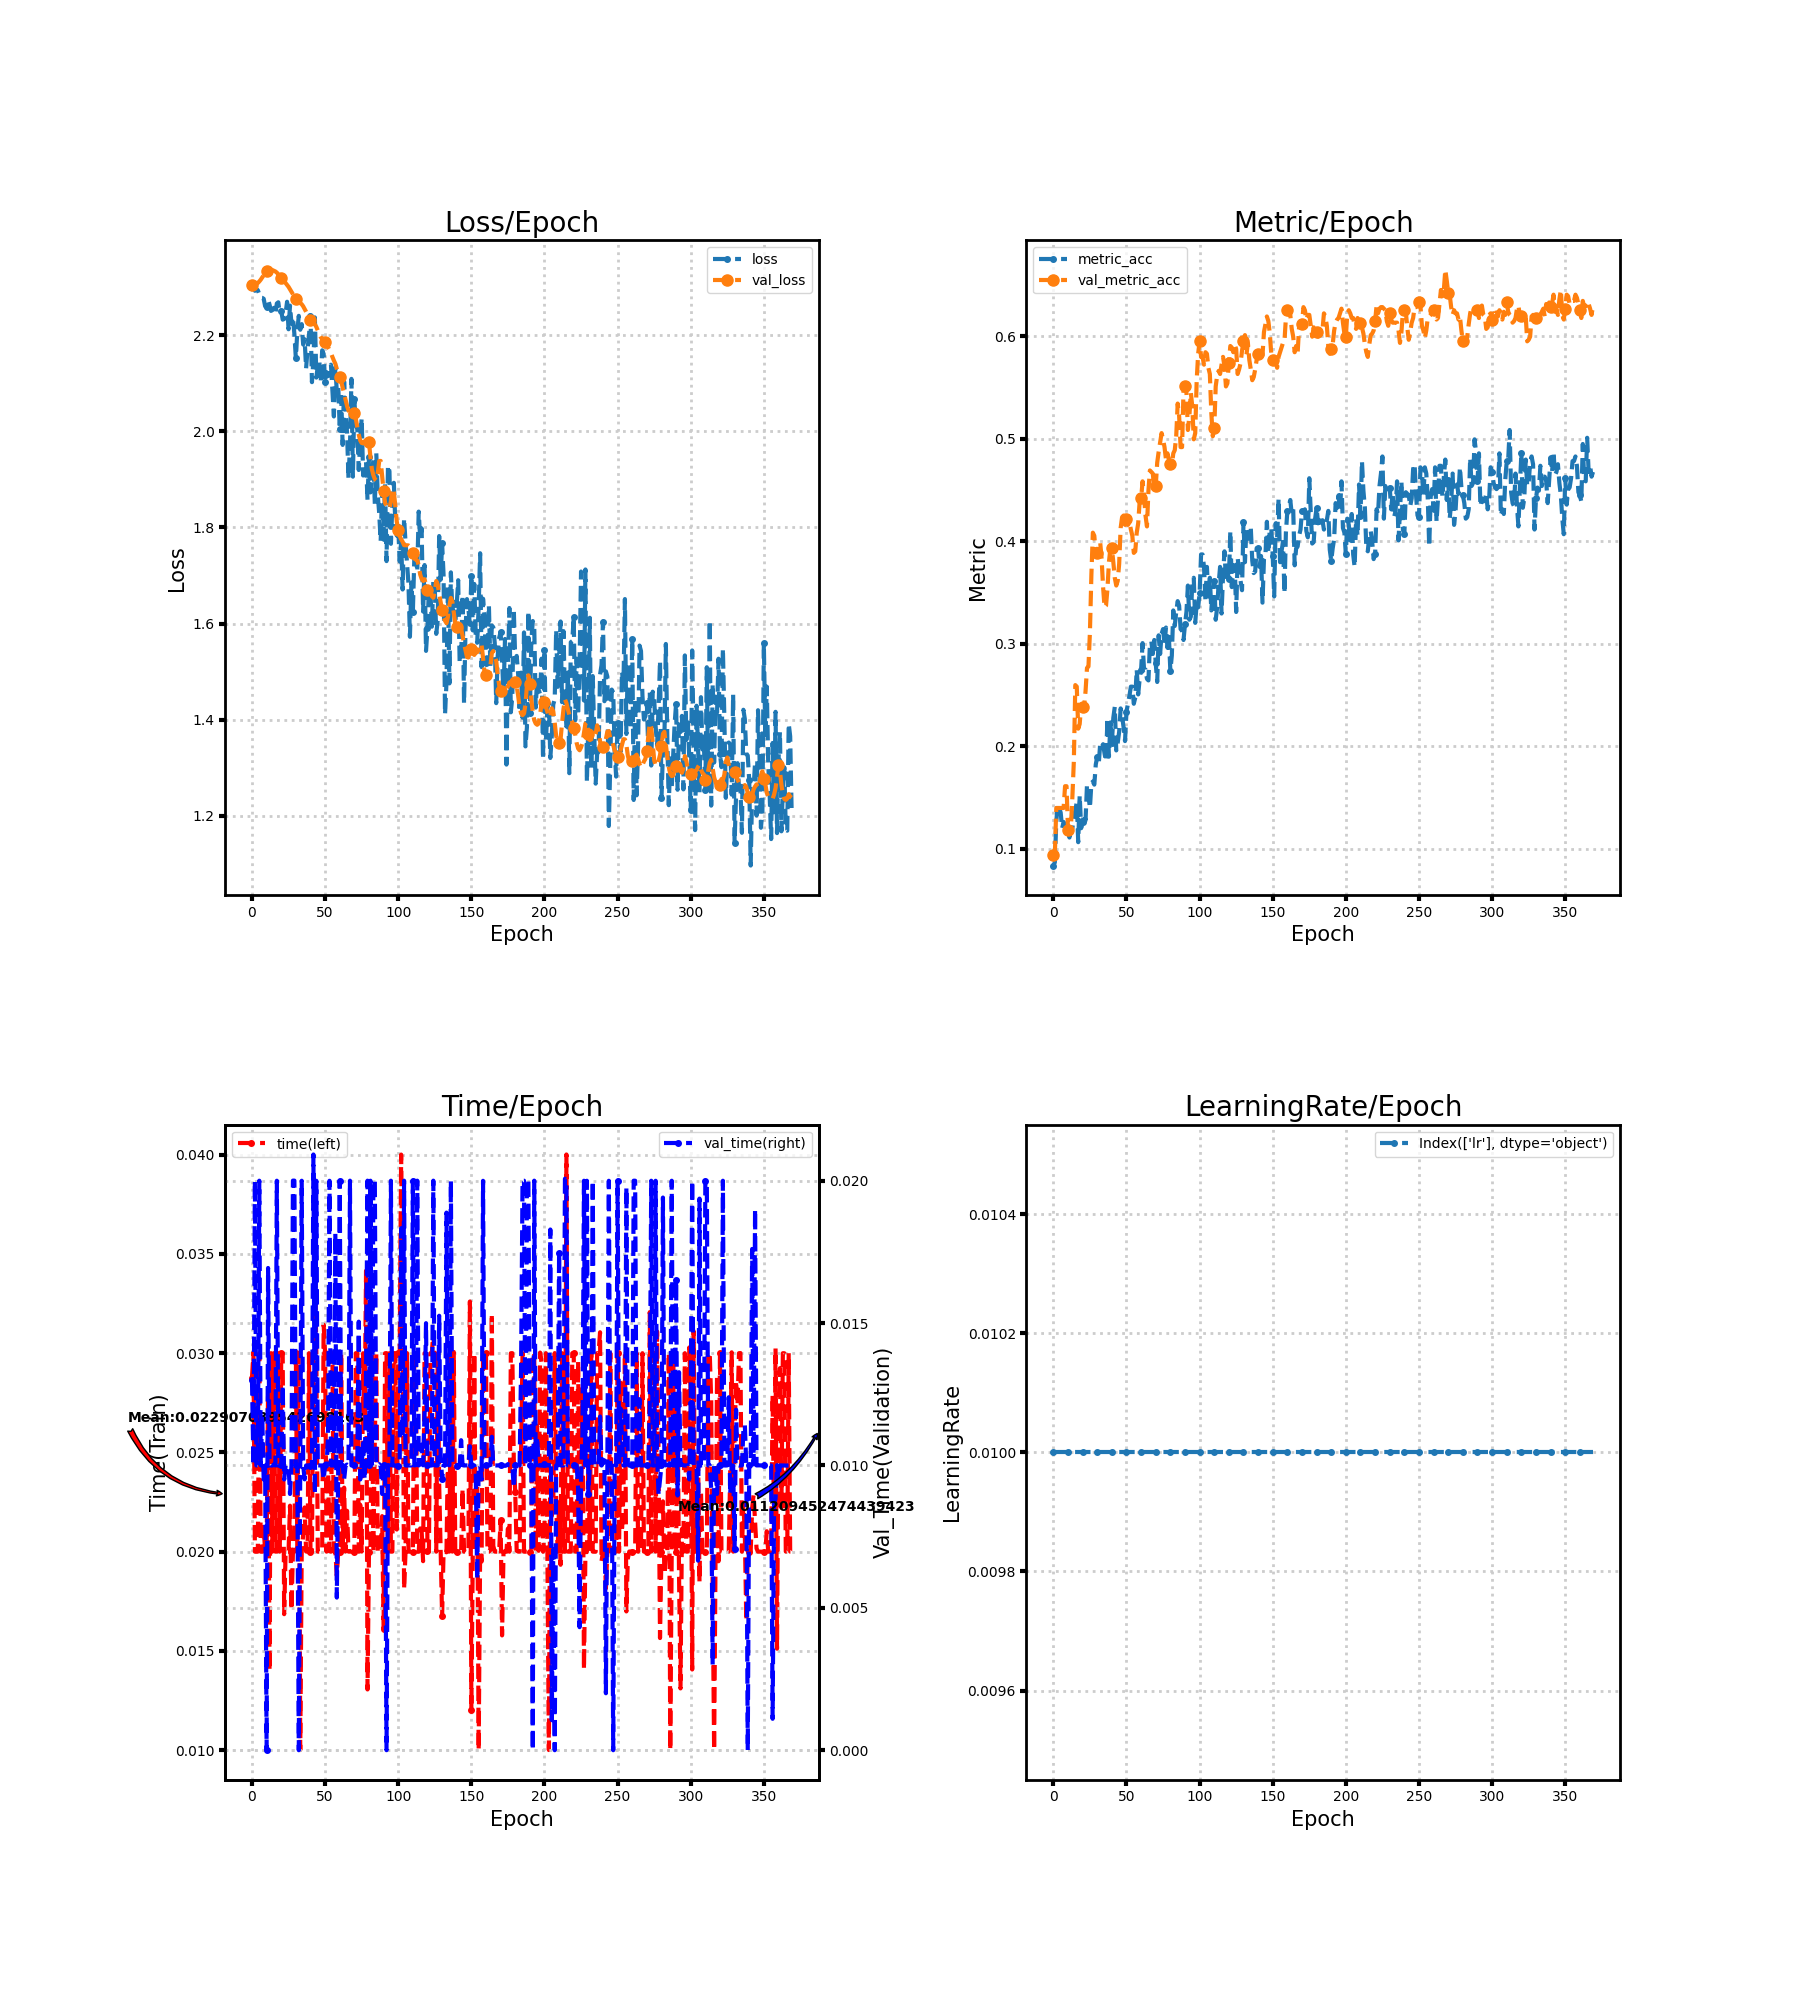 Loss/Epoch
loss
val_loss
2.2
2.0
1.8
1.6
1.4
1.2
Loss
0
50
100
150
200
250
300
350
Epoch
Metric/Epoch
metric_acc
val_metric_acc
0.6
0.5
0.4
0.3
0.2
0.1
Metric
0
50
100
150
200
250
300
350
Epoch
Time/Epoch
time(left)
val_time(right)
0.040
0.035
0.030
0.025
0.020
0.015
0.010
Time(Train)
0.020
0.015
0.010
0.005
0.000
Val_Time(Validation)
Mean:0.011209452474439423
0
50
100
150
200
250
300
350
Epoch
LearningRate/Epoch
Index(['lr'], dtype='object')
0.0104
0.0102
0.0100
0.0098
0.0096
LearningRate
0
50
100
150
200
250
300
350
Epoch